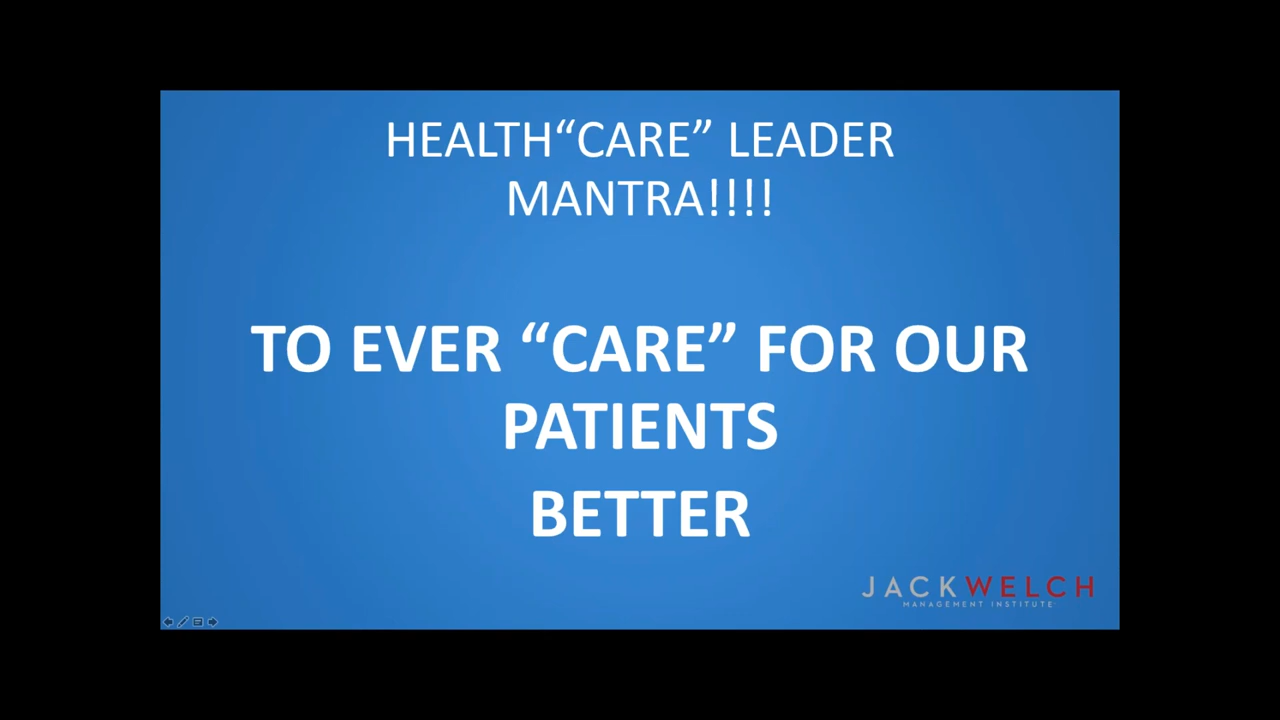 HEALTH“CARE” LEADER
MANTRA!!!!
TO EVER “CARE” FOR OUR
PATIENTS
BETTER
JACKWELCH
MANAGEMENT INSTITUTE